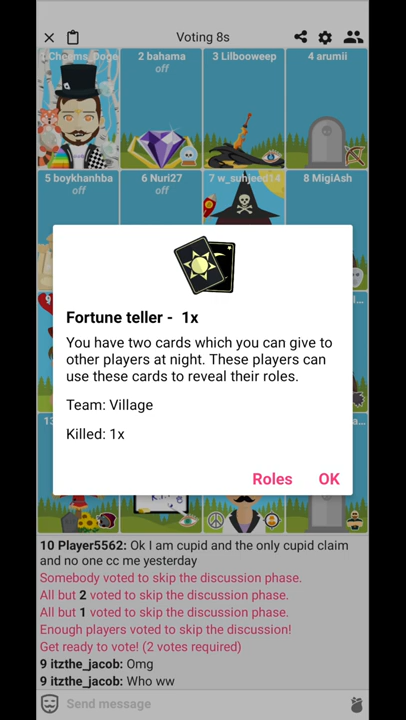 Voting 8s
1 Cheems_Doge
2 bahama
off
3 Lilbooweep
4 arumii
5 boykhanhba
off
6 Nuri27
off
7 w_suhjeed14
8 MigiAsh
Fortune teller - 1x
You have two cards which you can give to
other players at night. These players can
use these cards to reveal their roles.
Team: Village
Killed: 1x
Roles
OK
10 Player5562: Ok I am cupid and the only cupid claim
and no one cc me yesterday
Somebody voted to skip the discussion phase.
All but 2 voted to skip the discussion phase.
All but 1 voted to skip the discussion phase.
Enough players voted to skip the discussion!
Get ready to vote! (2 votes required)
9 itzthe_jacob: Omg
9 itzthe_jacob: Who ww
Send message